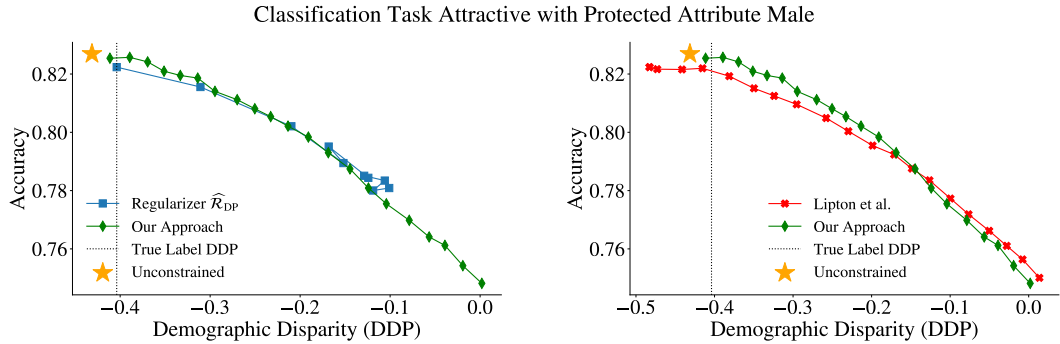 Classification Task Attractive with Protected Attribute Male
Accuracy
0.82
0.80
0.78
0.76
Regularizer R̂_DP
Our Approach
True Label DDP
Unconstrained
−0.4
−0.3
−0.2
−0.1
0.0
Demographic Disparity (DDP)
Accuracy
0.82
0.80
0.78
0.76
Lipton et al.
Our Approach
True Label DDP
Unconstrained
−0.5
−0.4
−0.3
−0.2
−0.1
0.0
Demographic Disparity (DDP)